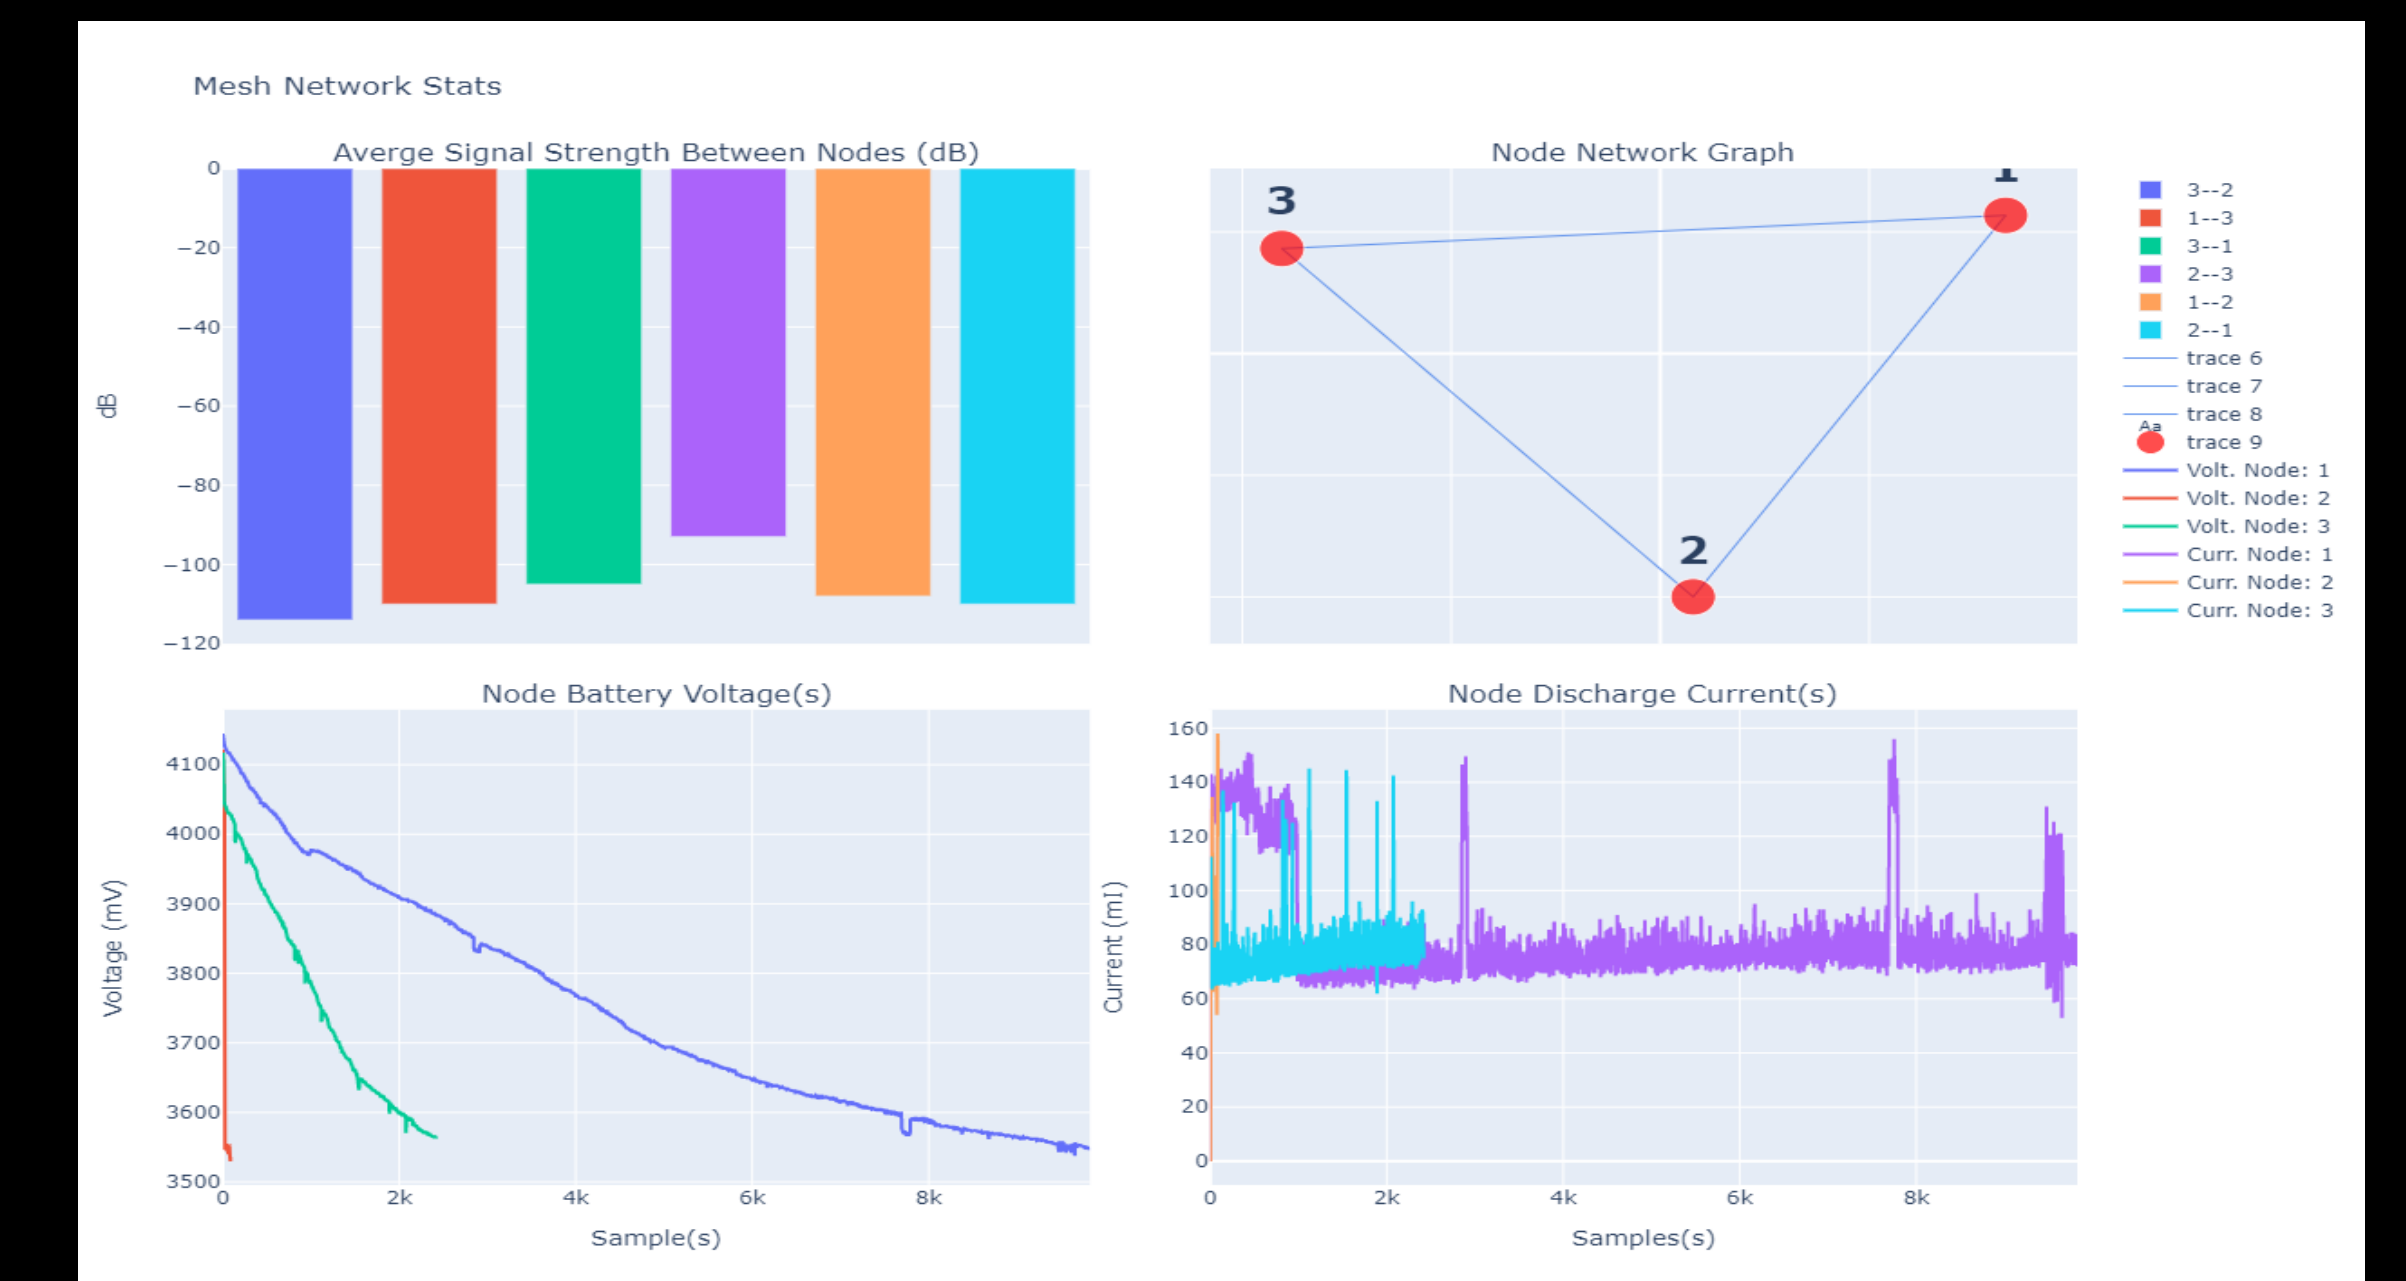 Mesh Network Stats
Averge Signal Strength Between Nodes (dB)
0
−20
−40
−60
−80
−100
−120
dB
Node Network Graph
3
1
2
3--2
1--3
3--1
2--3
1--2
2--1
trace 6
trace 7
trace 8
Aa
trace 9
Volt. Node: 1
Volt. Node: 2
Volt. Node: 3
Curr. Node: 1
Curr. Node: 2
Curr. Node: 3
Node Battery Voltage(s)
4100
4000
3900
3800
3700
3600
3500
Voltage (mV)
0 2k 4k 6k 8k
Sample(s)
Node Discharge Current(s)
160
140
120
100
80
60
40
20
0
Current (mI)
0 2k 4k 6k 8k
Samples(s)